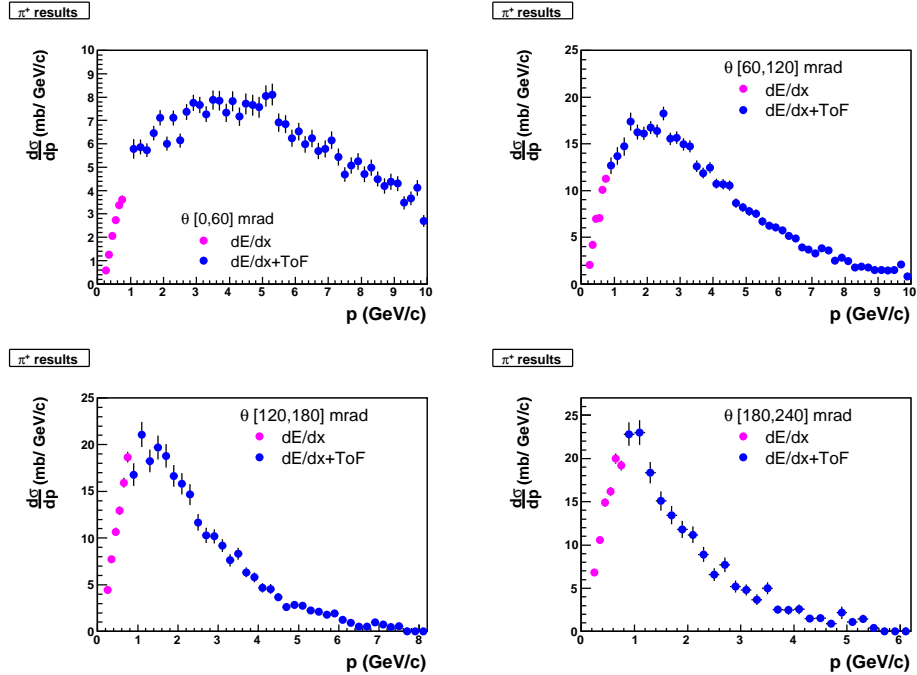 π⁺ results
dσ/dp (mb/ GeV/c)
10
9
8
7
6
5
4
3
2
1
0
θ [0,60] mrad
dE/dx
dE/dx+ToF
0 1 2 3 4 5 6 7 8 9 10
p (GeV/c)
π⁺ results
dσ/dp (mb/ GeV/c)
25
20
15
10
5
0
θ [60,120] mrad
dE/dx
dE/dx+ToF
0 1 2 3 4 5 6 7 8 9 10
p (GeV/c)
π⁺ results
dσ/dp (mb/ GeV/c)
25
20
15
10
5
0
θ [120,180] mrad
dE/dx
dE/dx+ToF
0 1 2 3 4 5 6 7 8
p (GeV/c)
π⁺ results
dσ/dp (mb/ GeV/c)
25
20
15
10
5
0
θ [180,240] mrad
dE/dx
dE/dx+ToF
0 1 2 3 4 5 6
p (GeV/c)